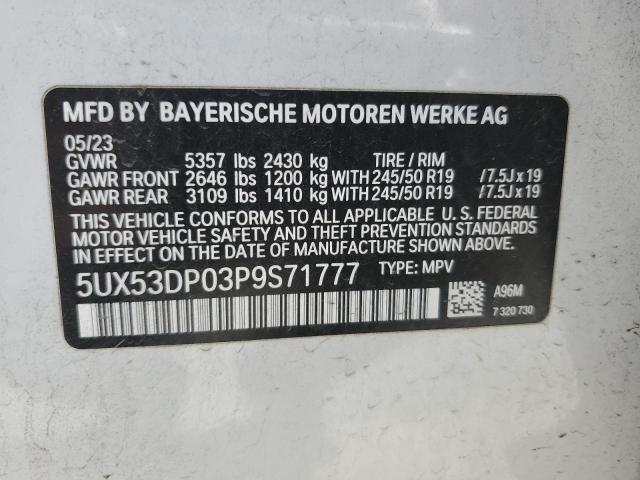 MFD BY BAYERISCHE MOTOREN WERKE AG
05/23
GVWR 5357 lbs 2430 kg TIRE / RIM
GAWR FRONT 2646 lbs 1200 kg WITH 245/50 R19 /7.5J x 19
GAWR REAR 3109 lbs 1410 kg WITH 245/50 R19 /7.5J x 19
THIS VEHICLE CONFORMS TO ALL APPLICABLE U. S. FEDERAL
MOTOR VEHICLE SAFETY AND THEFT PREVENTION STANDARDS
IN EFFECT ON THE DATE OF MANUFACTURE SHOWN ABOVE.
5UX53DP03P9S71777 TYPE: MPV
A96M
7 320 730